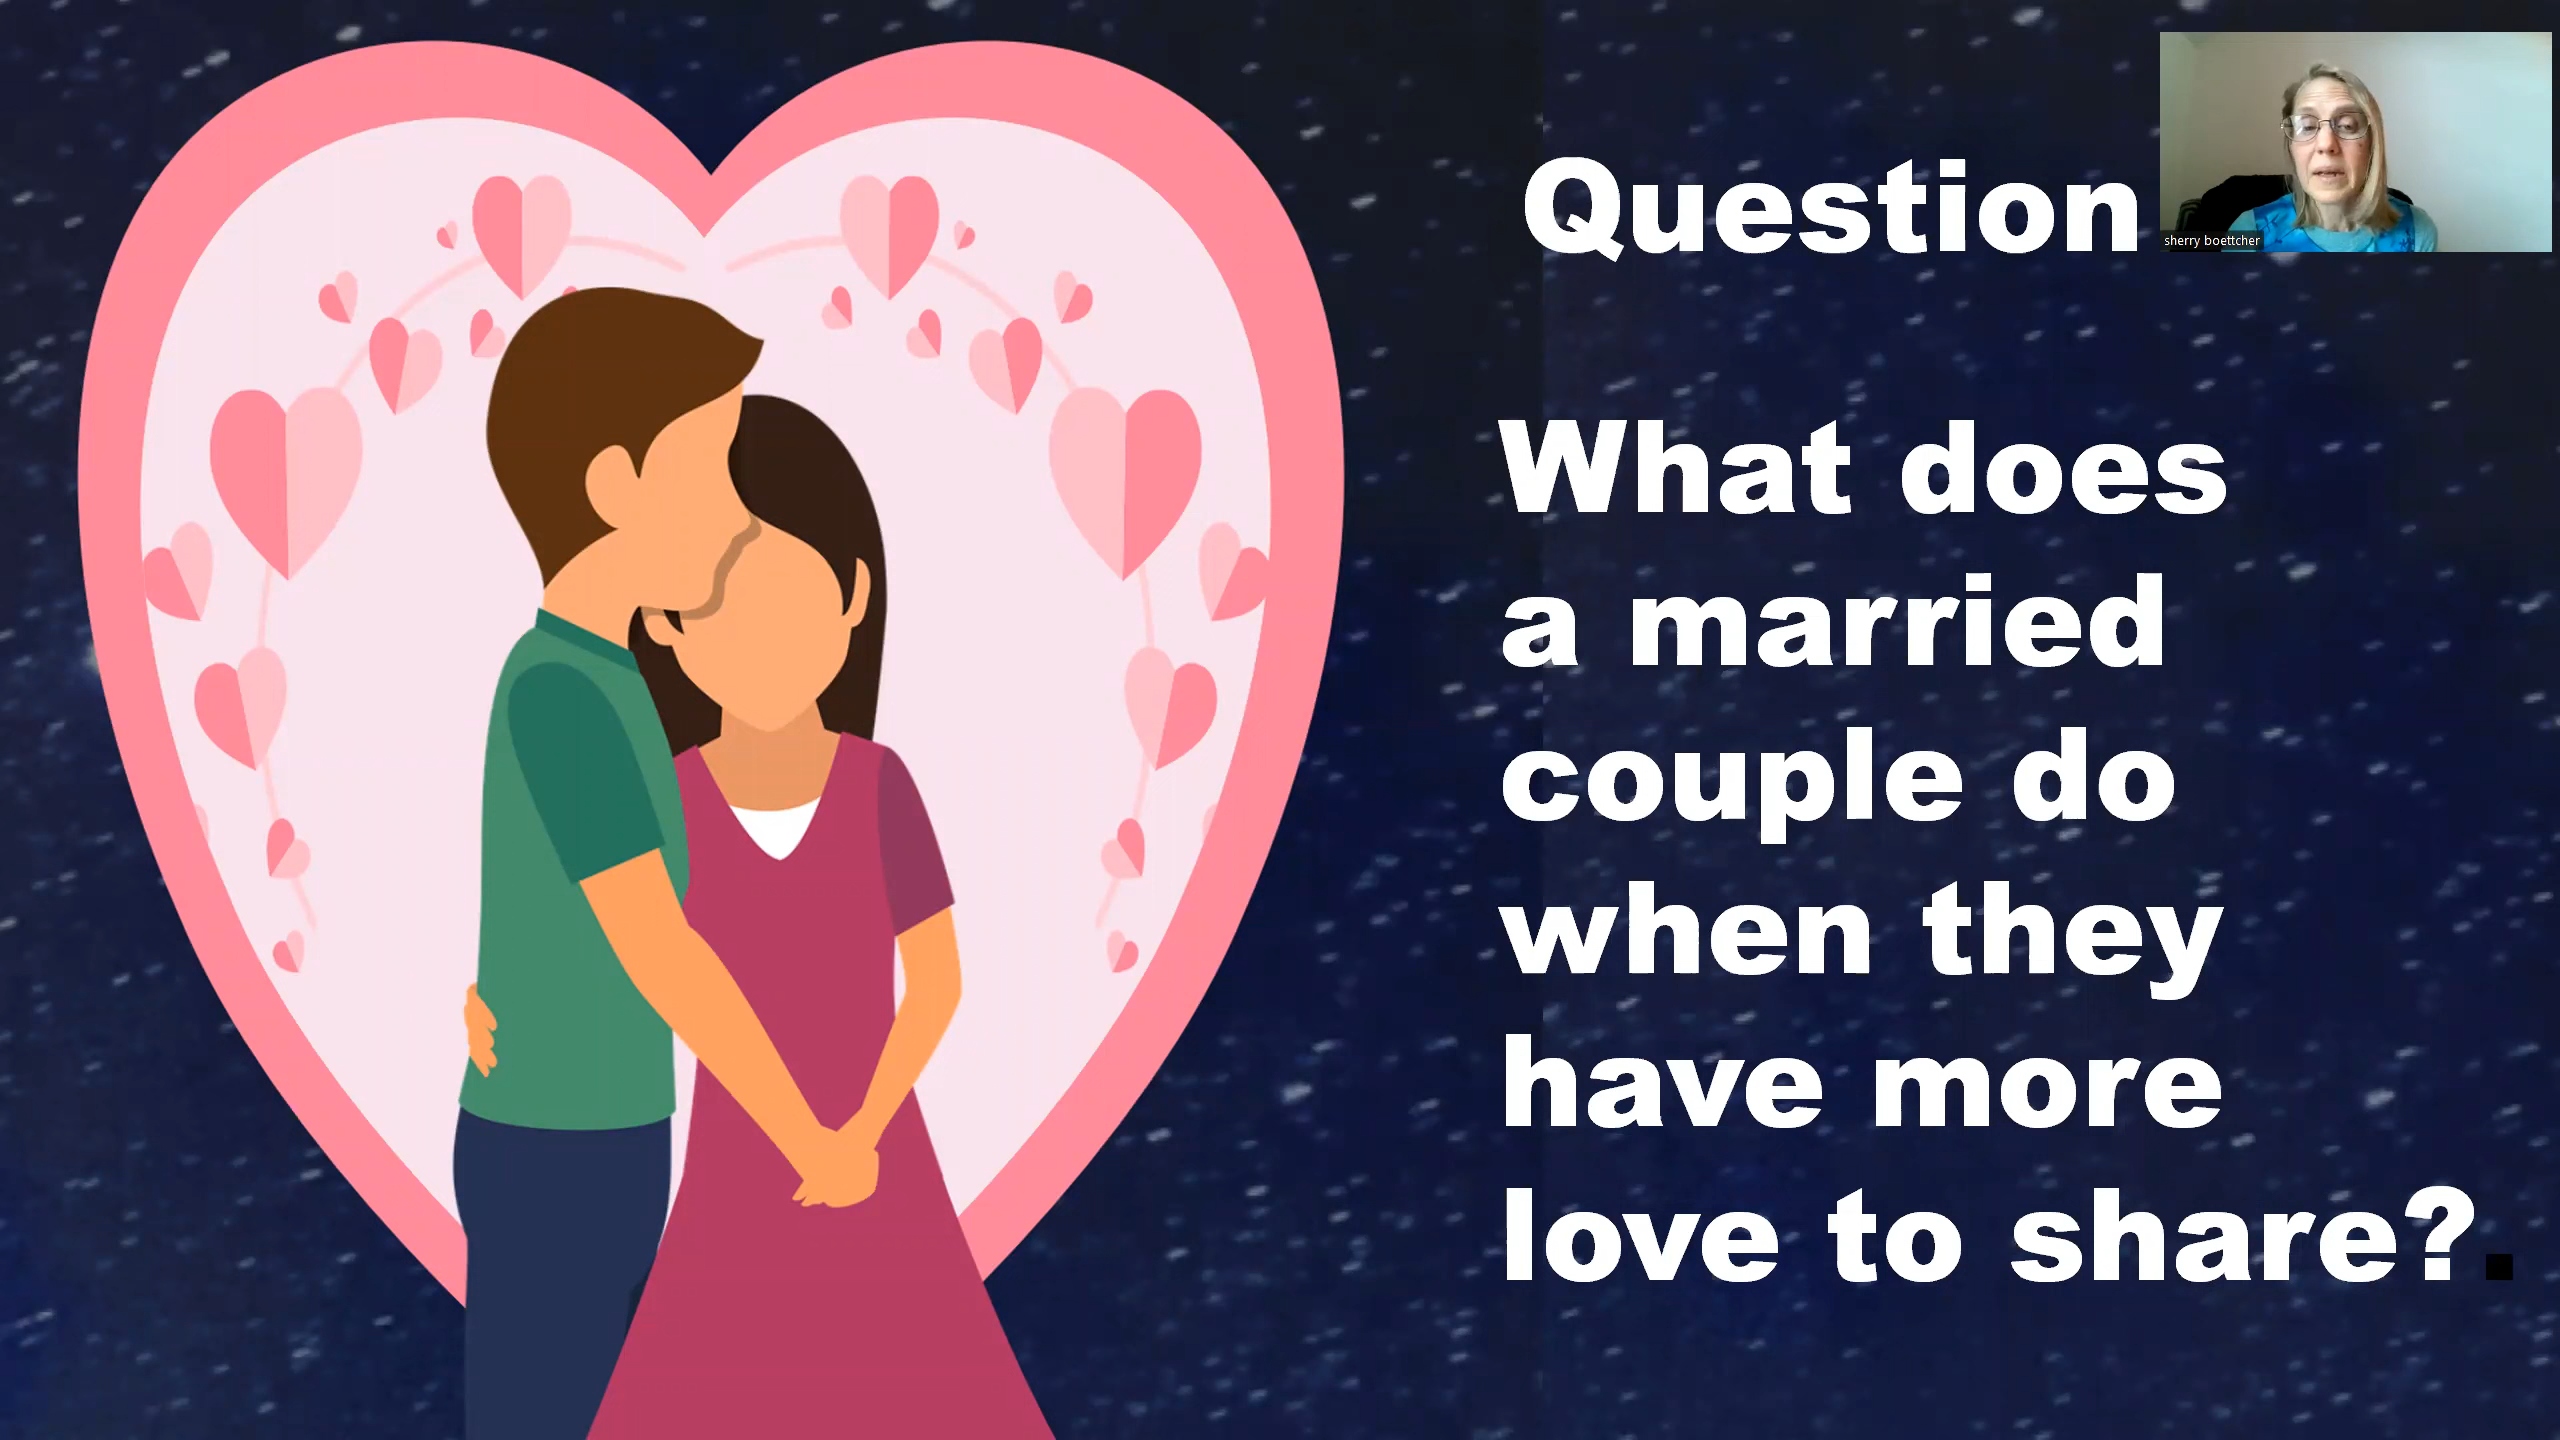 Question
sherry boettcher
What does
a married
couple do
when they
have more
love to share?.